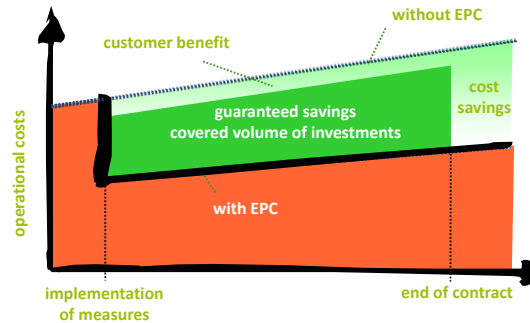 without EPC
customer benefit
cost
savings
guaranteed savings
covered volume of investments
operational costs
with EPC
implementation
of measures
end of contract